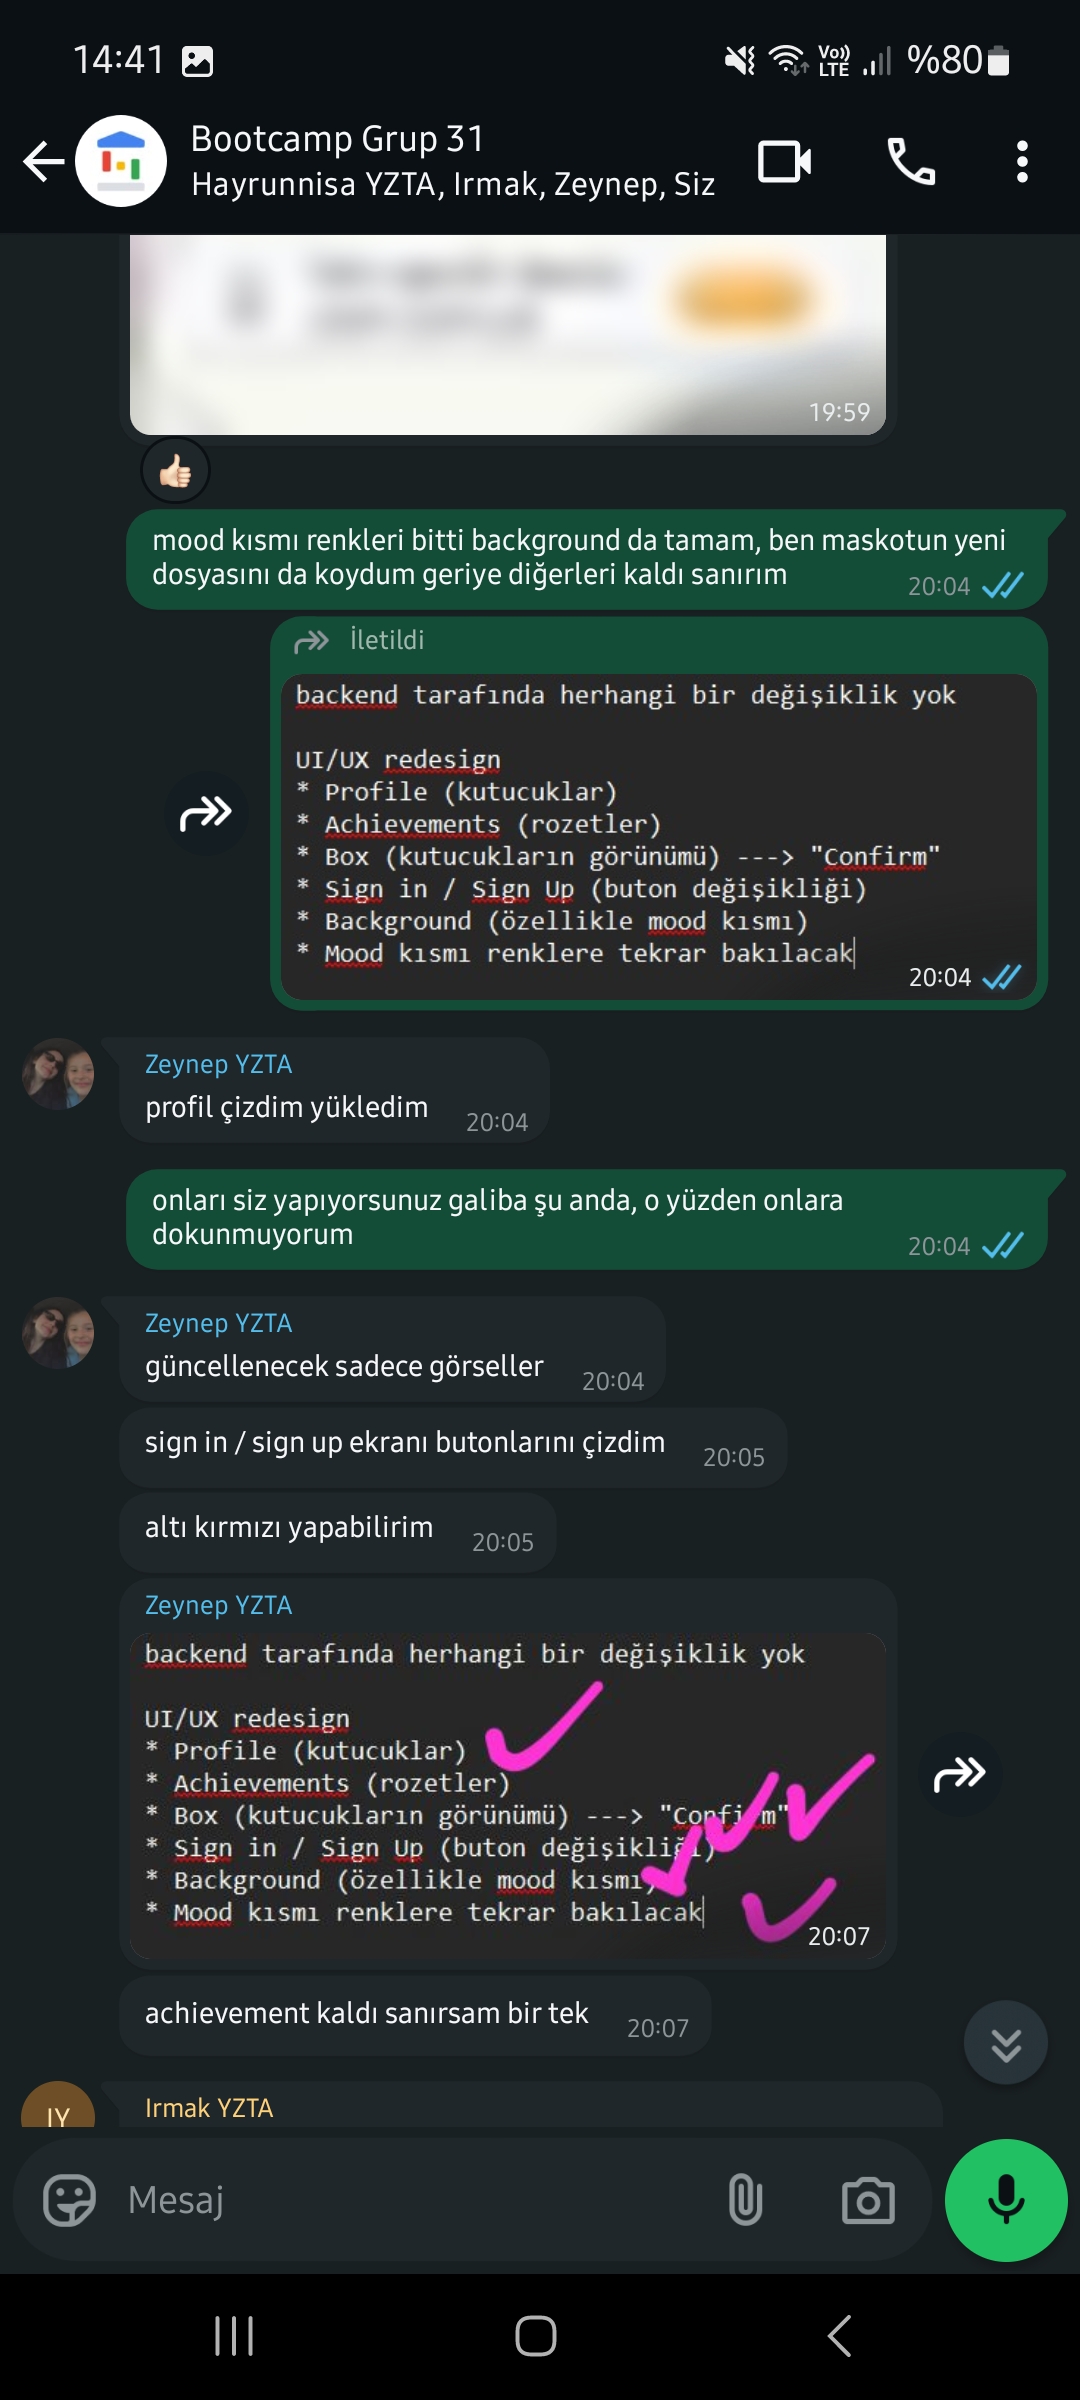 14:41
Vo)) LTE
%80
Bootcamp Grup 31
Hayrunnisa YZTA, Irmak, Zeynep, Siz
19:59
mood kısmı renkleri bitti background da tamam, ben maskotun yeni
dosyasını da koydum geriye diğerleri kaldı sanırım
20:04
İletildi
backend tarafında herhangi bir değişiklik yok
UI/UX redesign
* Profile (kutucuklar)
* Achievements (rozetler)
* Box (kutucukların görünümü) ---> "Confirm"
* Sign in / Sign Up (buton değişikliği)
* Background (özellikle mood kısmı)
* Mood kısmı renklere tekrar bakılacak
20:04
Zeynep YZTA
profil çizdim yükledim
20:04
onları siz yapıyorsunuz galiba şu anda, o yüzden onlara
dokunmuyorum
20:04
Zeynep YZTA
güncellenecek sadece görseller
20:04
sign in / sign up ekranı butonlarını çizdim
20:05
altı kırmızı yapabilirim
20:05
Zeynep YZTA
backend tarafında herhangi bir değişiklik yok
UI/UX redesign
* Profile (kutucuklar)
* Achievements (rozetler)
* Box (kutucukların görünümü) ---> "Confirm"
* Sign in / Sign Up (buton değişikliği)
* Background (özellikle mood kısmı)
* Mood kısmı renklere tekrar bakılacak
20:07
achievement kaldı sanırsam bir tek
20:07
IY
Irmak YZTA
Mesaj